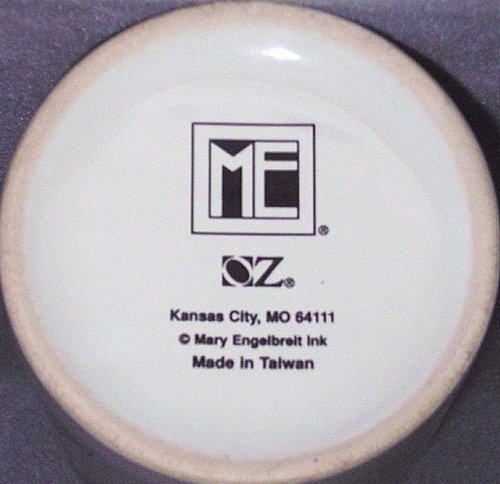 ME®
OZ®
Kansas City, MO 64111
© Mary Engelbreit Ink
Made in Taiwan